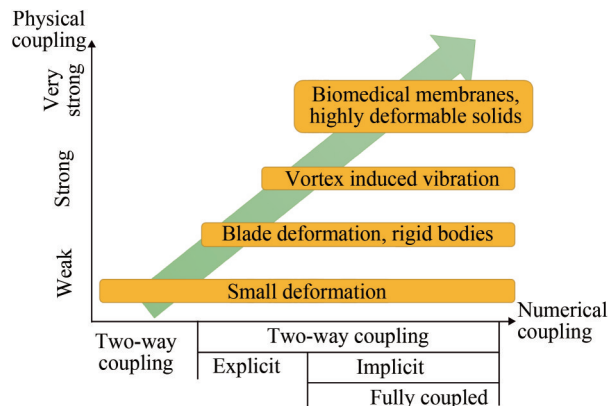 Physical
coupling
Very
strong
Strong
Weak
Biomedical membranes,
highly deformable solids
Vortex induced vibration
Blade deformation, rigid bodies
Small deformation
Numerical
coupling
Two-way
coupling
Two-way coupling
Explicit
Implicit
Fully coupled